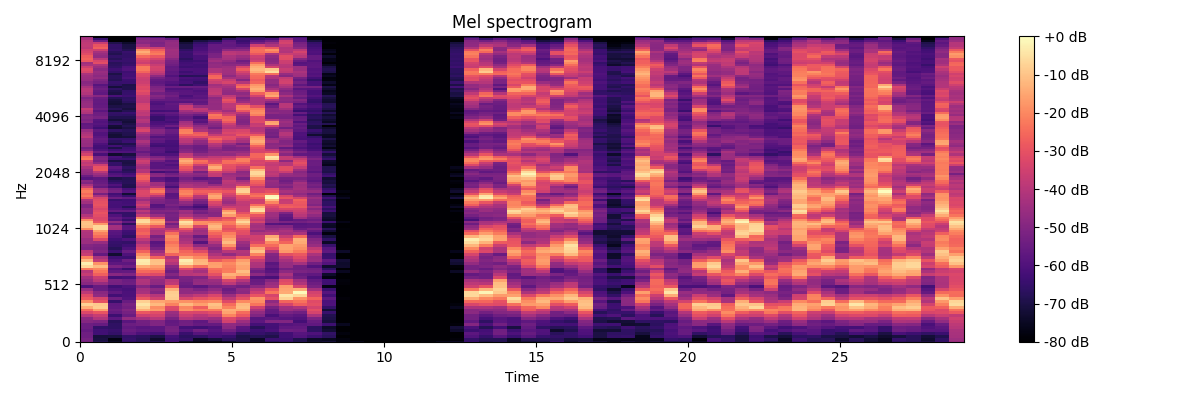 Mel spectrogram
8192
4096
2048
1024
512
0
Hz
0 5 10 15 20 25
Time
+0 dB
-10 dB
-20 dB
-30 dB
-40 dB
-50 dB
-60 dB
-70 dB
-80 dB